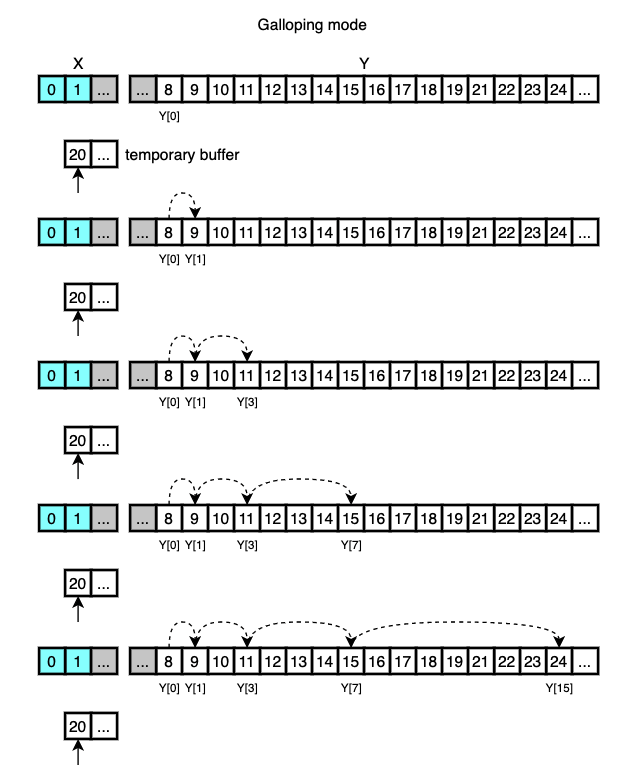 Galloping mode
X Y
0 1 ... ... 8 9 10 11 12 13 14 15 16 17 18 19 21 22 23 24 ...
Y[0]
20 ... temporary buffer
0 1 ... ... 8 9 10 11 12 13 14 15 16 17 18 19 21 22 23 24 ...
Y[0] Y[1]
20 ...
0 1 ... ... 8 9 10 11 12 13 14 15 16 17 18 19 21 22 23 24 ...
Y[0] Y[1] Y[3]
20 ...
0 1 ... ... 8 9 10 11 12 13 14 15 16 17 18 19 21 22 23 24 ...
Y[0] Y[1] Y[3] Y[7]
20 ...
0 1 ... ... 8 9 10 11 12 13 14 15 16 17 18 19 21 22 23 24 ...
Y[0] Y[1] Y[3] Y[7] Y[15]
20 ...